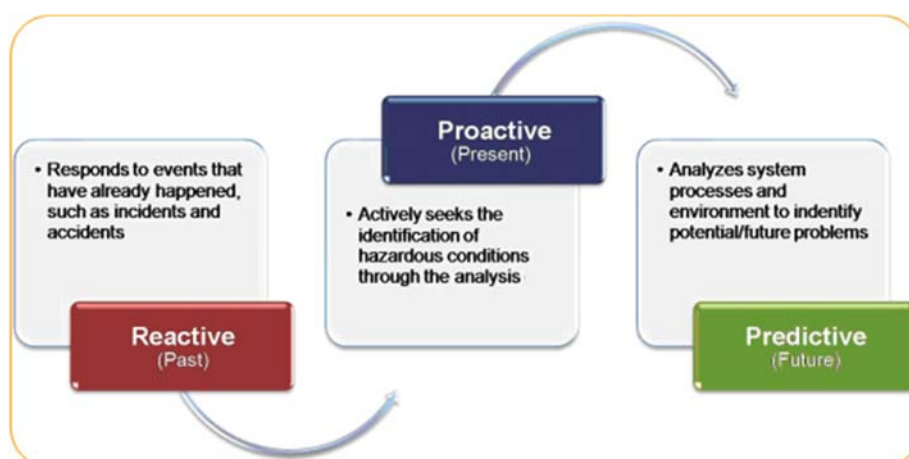 • Responds to events that
have already happened,
such as incidents and
accidents
Reactive
(Past)
Proactive
(Present)
• Actively seeks the
identification of
hazardous conditions
through the analysis
• Analyzes system
processes and
environment to indentify
potential/future problems
Predictive
(Future)